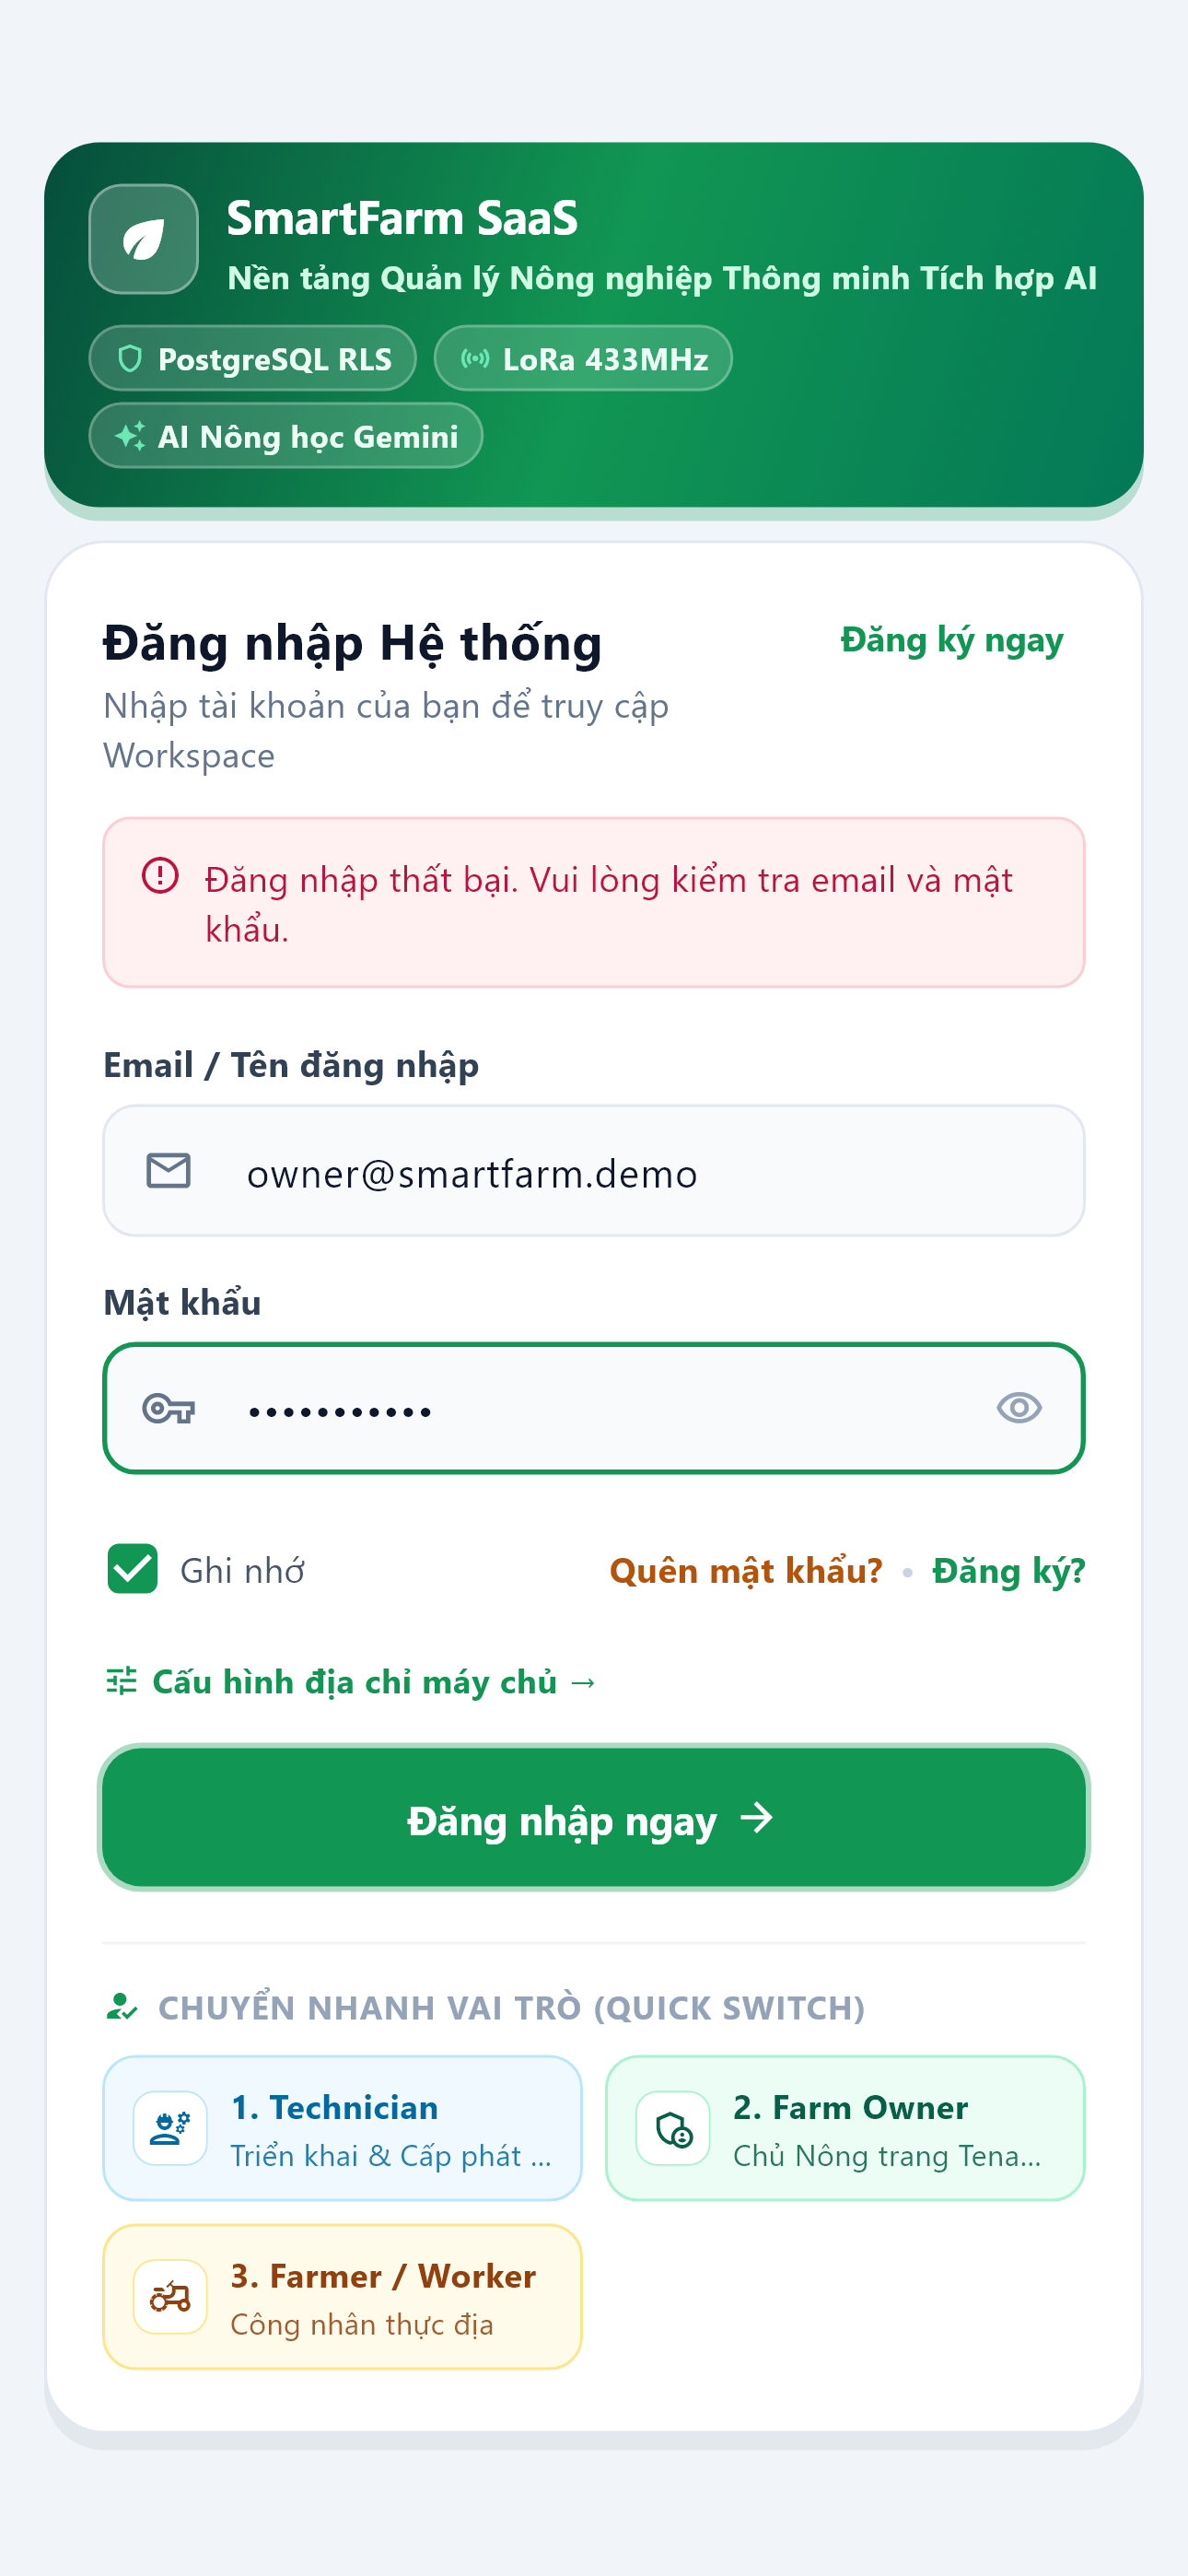 SmartFarm SaaS
Nền tảng Quản lý Nông nghiệp Thông minh Tích hợp AI
PostgreSQL RLS
LoRa 433MHz
AI Nông học Gemini
Đăng nhập Hệ thống
Đăng ký ngay
Nhập tài khoản của bạn để truy cập
Workspace
Đăng nhập thất bại. Vui lòng kiểm tra email và mật
khẩu.
Email / Tên đăng nhập
owner@smartfarm.demo
Mật khẩu
•••••••••••
Ghi nhớ
Quên mật khẩu? • Đăng ký?
Cấu hình địa chỉ máy chủ →
Đăng nhập ngay →
CHUYỂN NHANH VAI TRÒ (QUICK SWITCH)
1. Technician
Triển khai & Cấp phát ...
2. Farm Owner
Chủ Nông trang Tena...
3. Farmer / Worker
Công nhân thực địa